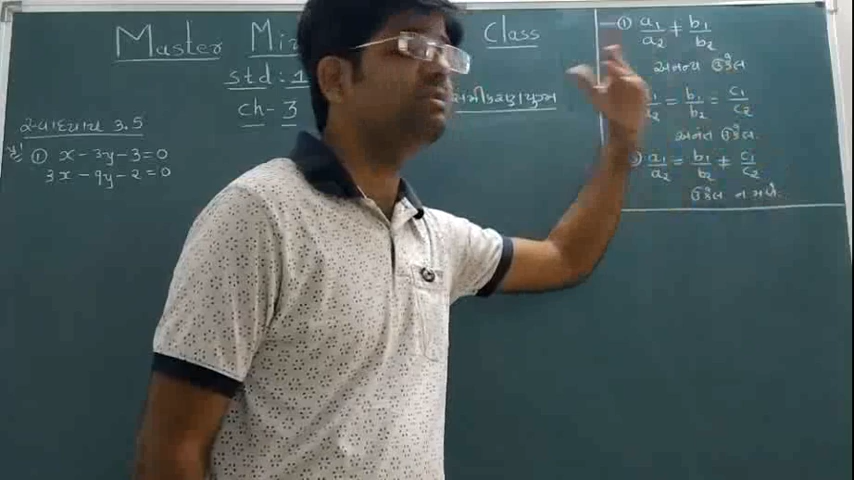 Master Class
std: 1
ch- 3 સમીકરણયુગ્મ
સ્વાધ્યાય 3.5
① x - 3y - 3 = 0
3x - 9y - 2 = 0
① a₁/a₂ ≠ b₁/b₂
અનન્ય ઉકેલ
a₁/a₂ = b₁/b₂ = c₁/c₂
અનંત ઉકેલ
③ a₁/a₂ = b₁/b₂ ≠ c₁/c₂
ઉકેલ ન મળે.